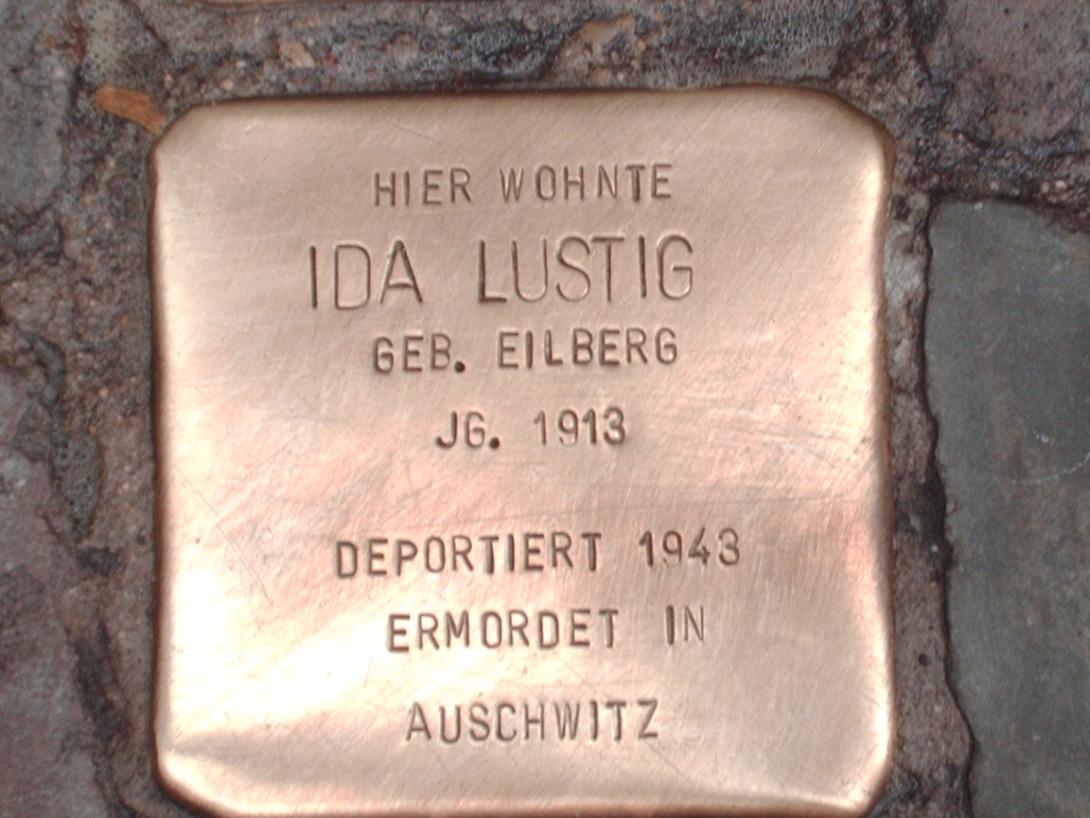 HIER WOHNTE
IDA LUSTIG
GEB. EILBERG
JG. 1913
DEPORTIERT 1943
ERMORDET IN
AUSCHWITZ